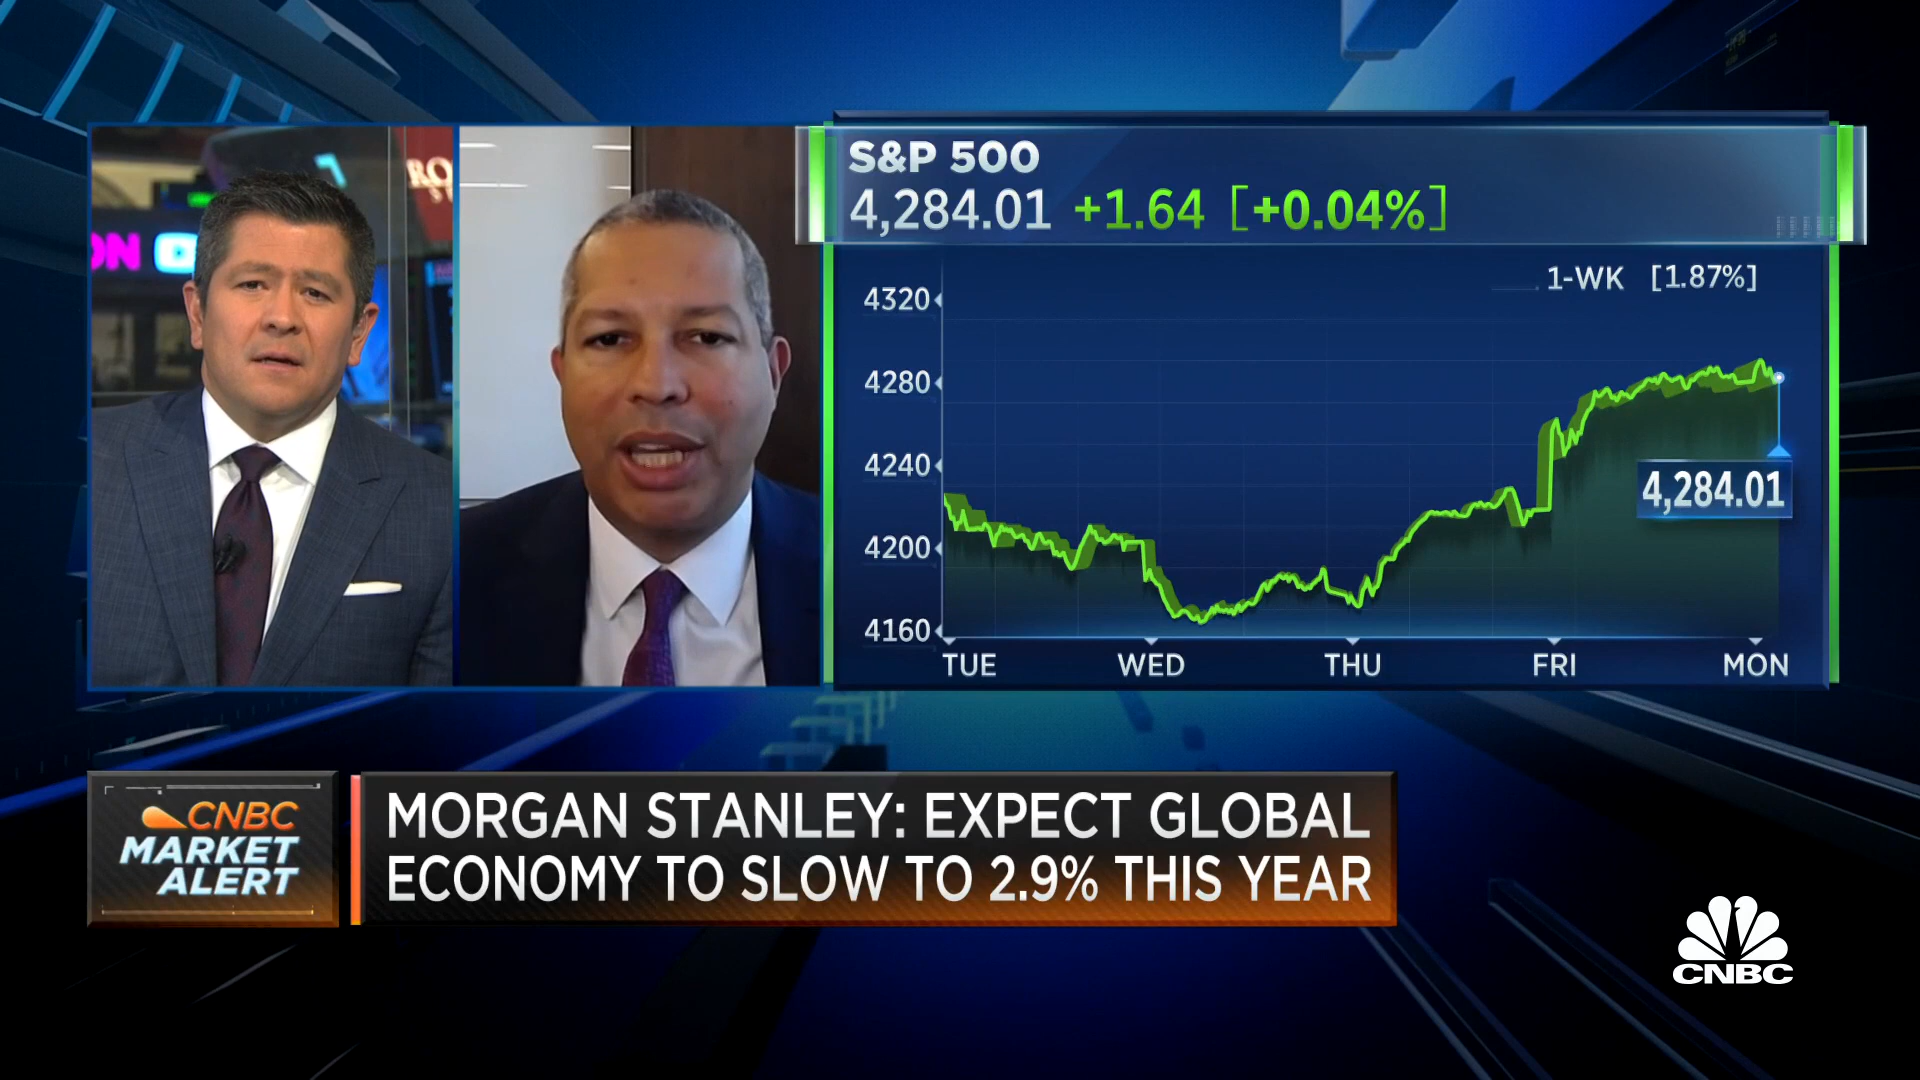 RO
ON
S&P 500
4,284.01 +1.64 [+0.04%]
1-WK [1.87%]
4320
4280
4240
4200
4160
4,284.01
TUE WED THU FRI MON
CNBC
MARKET
ALERT
MORGAN STANLEY: EXPECT GLOBAL
ECONOMY TO SLOW TO 2.9% THIS YEAR
CNBC